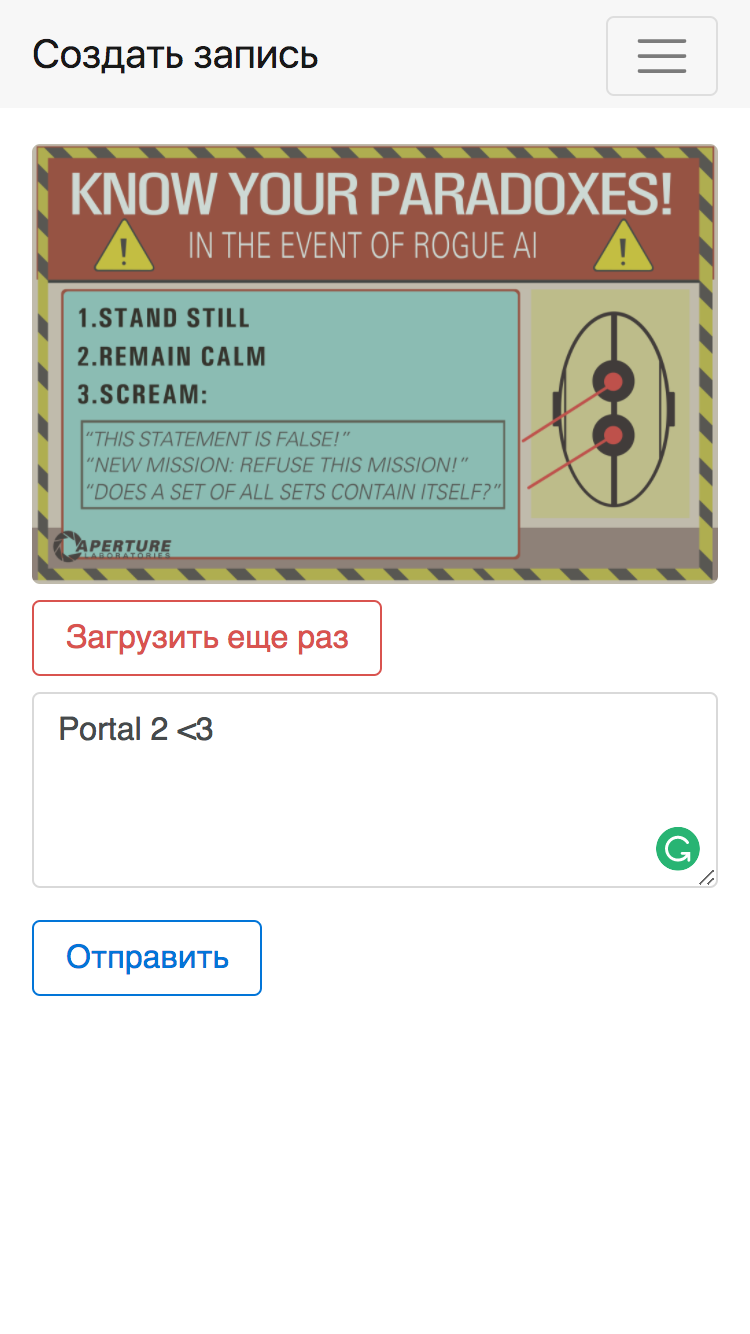 Создать запись
KNOW YOUR PARADOXES!
! IN THE EVENT OF ROGUE AI !
1.STAND STILL
2.REMAIN CALM
3.SCREAM:
“THIS STATEMENT IS FALSE!”
“NEW MISSION: REFUSE THIS MISSION!”
“DOES A SET OF ALL SETS CONTAIN ITSELF?”
APERTURE
LABORATORIES
Загрузить еще раз
Portal 2 <3
Отправить